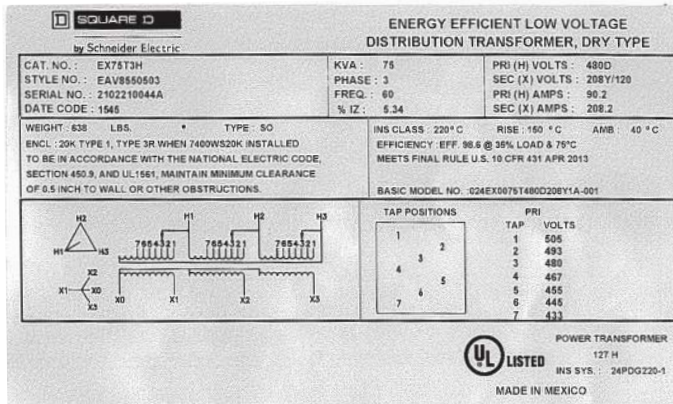 D SQUARE D
by Schneider Electric
ENERGY EFFICIENT LOW VOLTAGE
DISTRIBUTION TRANSFORMER, DRY TYPE
CAT. NO. : EX75T3H
STYLE NO. : EAV8550503
SERIAL NO. : 2102210044A
DATE CODE : 1545
KVA : 75
PHASE : 3
FREQ. : 60
% IZ : 5.34
PRI (H) VOLTS : 480D
SEC (X) VOLTS : 208Y/120
PRI (H) AMPS : 90.2
SEC (X) AMPS : 208.2
WEIGHT : 638 LBS. * TYPE : SO
ENCL : 20K TYPE 1, TYPE 3R WHEN 7400WS20K INSTALLED
TO BE IN ACCORDANCE WITH THE NATIONAL ELECTRIC CODE,
SECTION 450.9, AND UL1561, MAINTAIN MINIMUM CLEARANCE
OF 0.5 INCH TO WALL OR OTHER OBSTRUCTIONS.
INS CLASS : 220° C RISE : 150 °C AMB : 40 °C
EFFICIENCY : EFF. 98.6 @ 35% LOAD & 75°C
MEETS FINAL RULE U.S. 10 CFR 431 APR 2013
BASIC MODEL NO. :024EX0075T480D208Y1A-001
H2
H1 H3
X2
X1 X0
X3
H1 H2 H3
7654321 7654321 7654321
X0 X1 X2 X3
TAP POSITIONS
1
2
3
4
5
6
7
PRI
TAP VOLTS
1 505
2 493
3 480
4 467
5 455
6 445
7 433
UL LISTED
POWER TRANSFORMER
127 H
INS SYS. : 24PDG220-1
MADE IN MEXICO